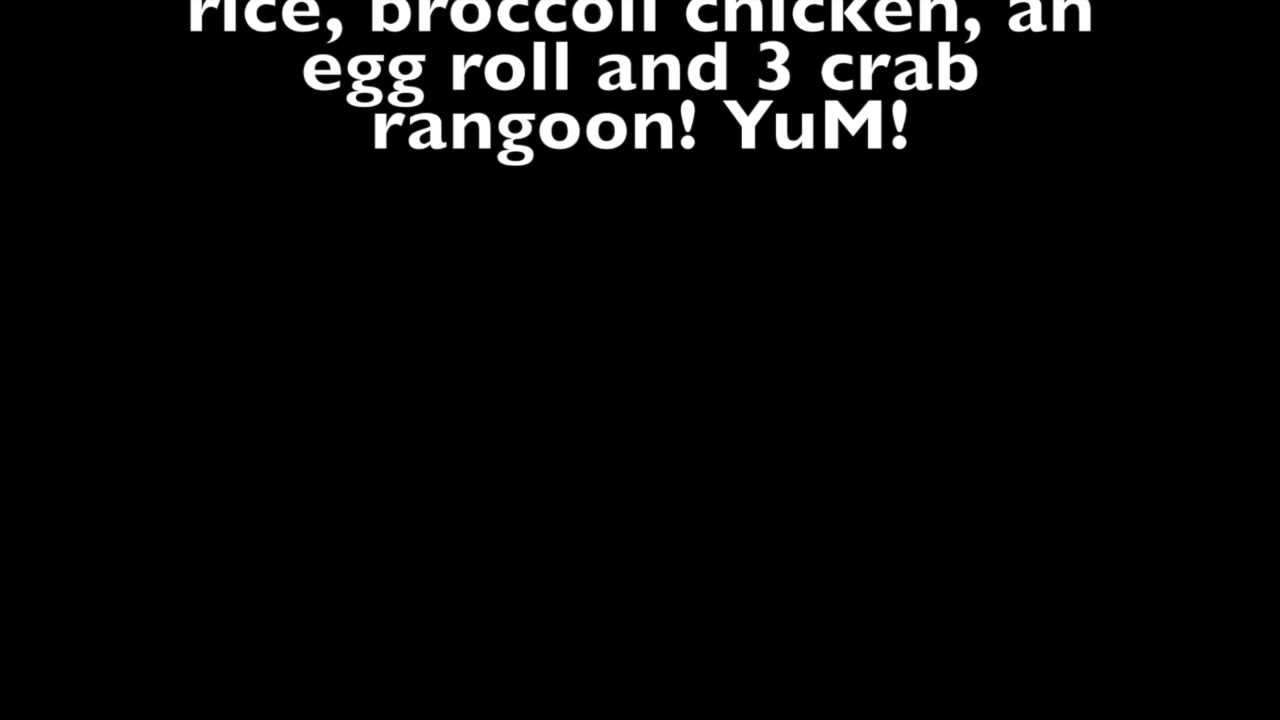 rice, broccoli chicken, an
egg roll and 3 crab
rangoon! YuM!